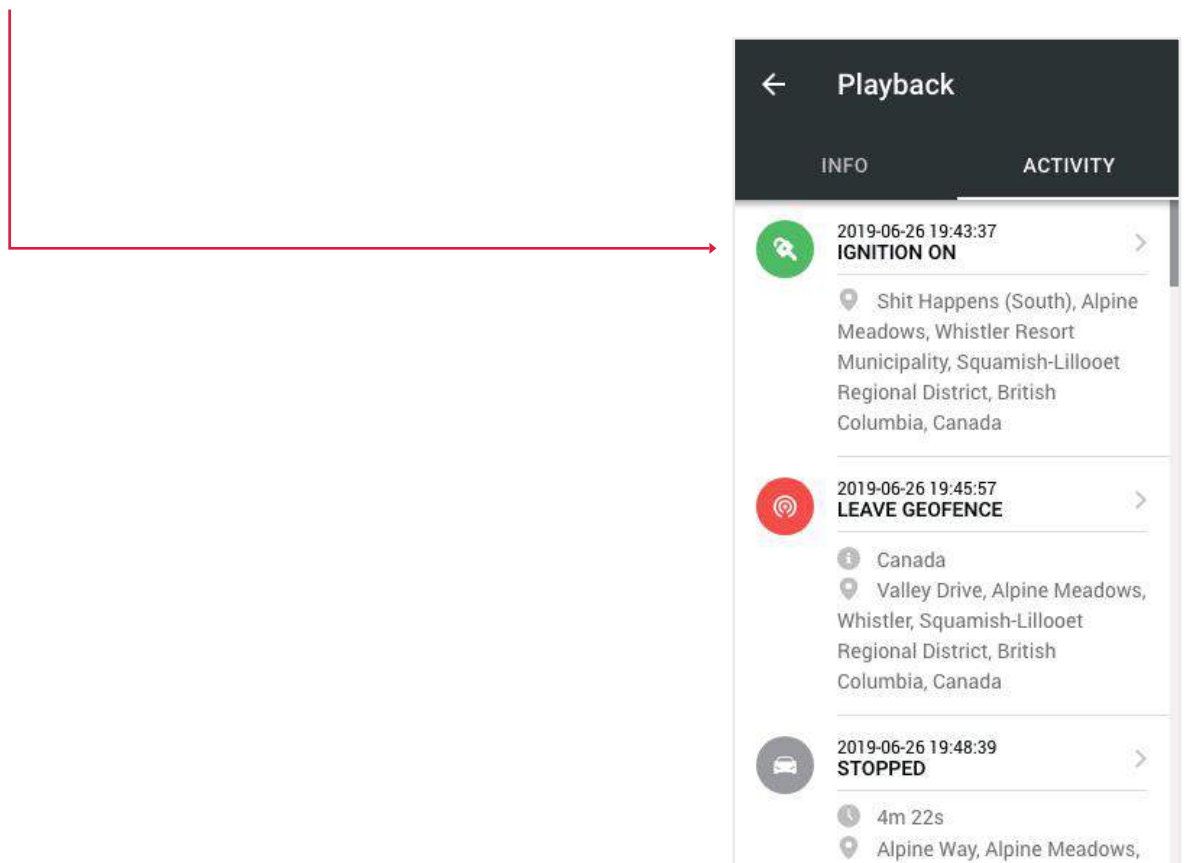 Playback
INFO ACTIVITY
2019-06-26 19:43:37
IGNITION ON
Shit Happens (South), Alpine
Meadows, Whistler Resort
Municipality, Squamish-Lillooet
Regional District, British
Columbia, Canada
2019-06-26 19:45:57
LEAVE GEOFENCE
Canada
Valley Drive, Alpine Meadows,
Whistler, Squamish-Lillooet
Regional District, British
Columbia, Canada
2019-06-26 19:48:39
STOPPED
4m 22s
Alpine Way, Alpine Meadows,